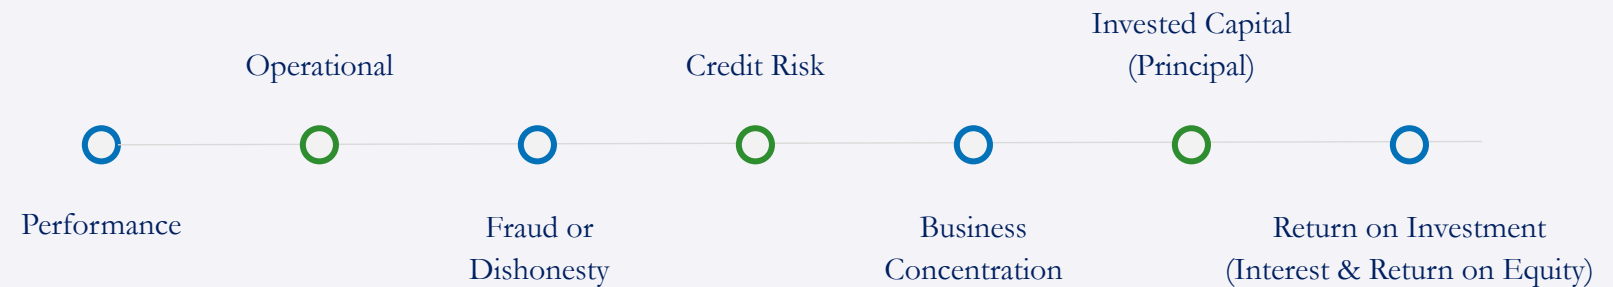 Invested Capital
(Principal)
Operational
Credit Risk
Performance
Fraud or
Dishonesty
Business
Concentration
Return on Investment
(Interest & Return on Equity)